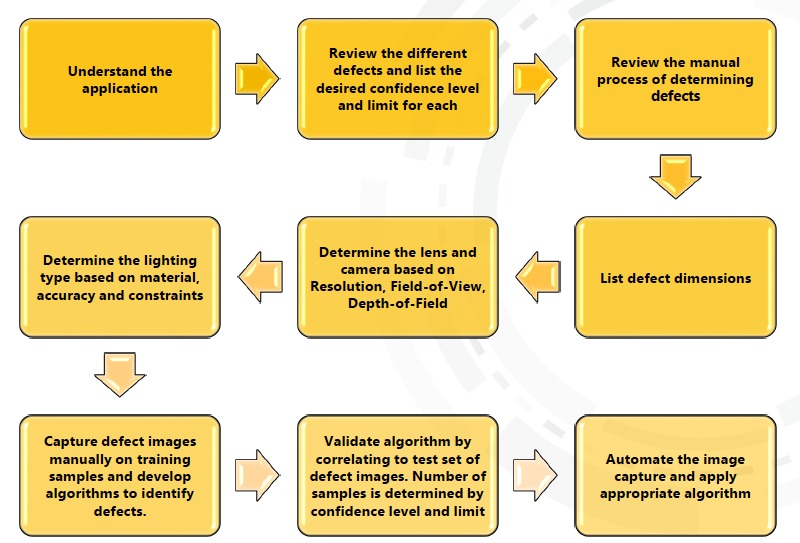 Understand the
application
Review the different
defects and list the
desired confidence level
and limit for each
Review the manual
process of determining
defects
List defect dimensions
Determine the lens and
camera based on
Resolution, Field-of-View,
Depth-of-Field
Determine the lighting
type based on material,
accuracy and constraints
Capture defect images
manually on training
samples and develop
algorithms to identify
defects.
Validate algorithm by
correlating to test set of
defect images. Number of
samples is determined by
confidence level and limit
Automate the image
capture and apply
appropriate algorithm